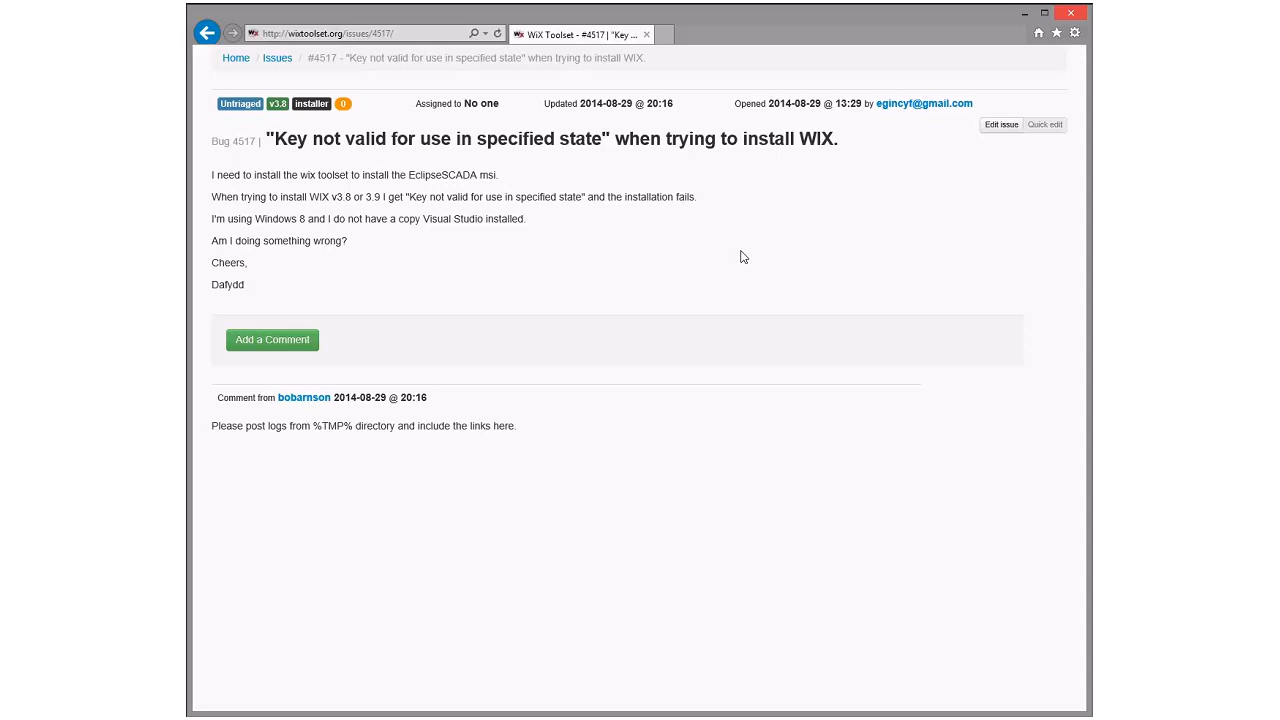 http://wixtoolset.org/issues/4517/
WiX Toolset - #4517 | "Key ...
Home / Issues / #4517 - "Key not valid for use in specified state" when trying to install WIX.
Untriaged v3.8 installer 0 Assigned to No one Updated 2014-08-29 @ 20:16 Opened 2014-08-29 @ 13:29 by egincyf@gmail.com
Edit issue Quick edit
Bug 4517 | "Key not valid for use in specified state" when trying to install WIX.
I need to install the wix toolset to install the EclipseSCADA msi.
When trying to install WIX v3.8 or 3.9 I get "Key not valid for use in specified state" and the installation fails.
I'm using Windows 8 and I do not have a copy Visual Studio installed.
Am I doing something wrong?
Cheers,
Dafydd
Add a Comment
Comment from bobarnson 2014-08-29 @ 20:16
Please post logs from %TMP% directory and include the links here.